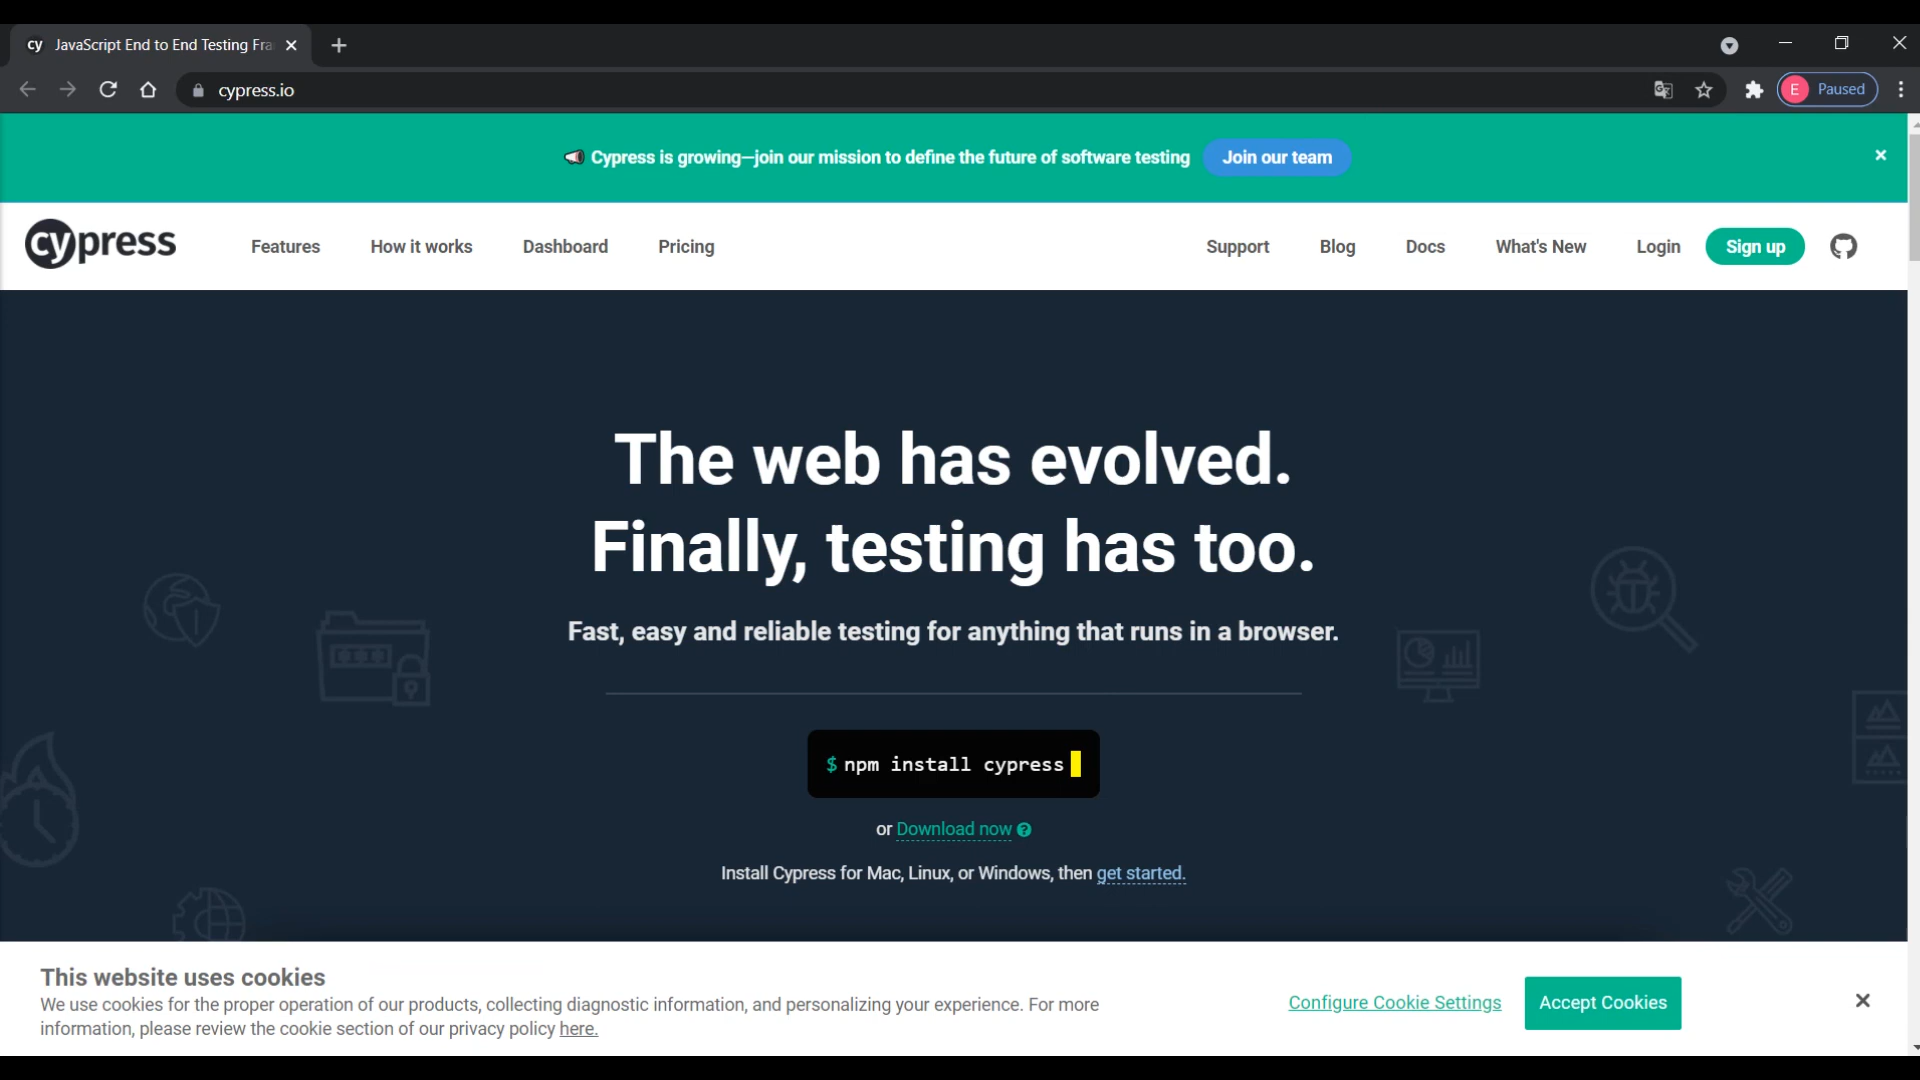 cy JavaScript End to End Testing Fra
cypress.io
E Paused
Cypress is growing—join our mission to define the future of software testing Join our team
cypress Features How it works Dashboard Pricing Support Blog Docs What's New Login Sign up
The web has evolved.
Finally, testing has too.
Fast, easy and reliable testing for anything that runs in a browser.
$ npm install cypress
or Download now ?
Install Cypress for Mac, Linux, or Windows, then get started.
This website uses cookies
We use cookies for the proper operation of our products, collecting diagnostic information, and personalizing your experience. For more
information, please review the cookie section of our privacy policy here.
Configure Cookie Settings Accept Cookies